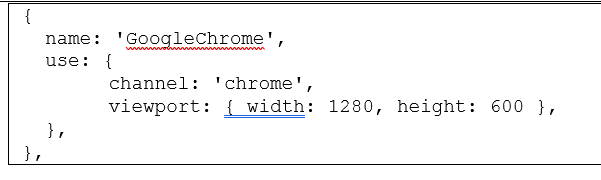 {
name: 'GoogleChrome',
use: {
channel: 'chrome',
viewport: { width: 1280, height: 600 },
},
},